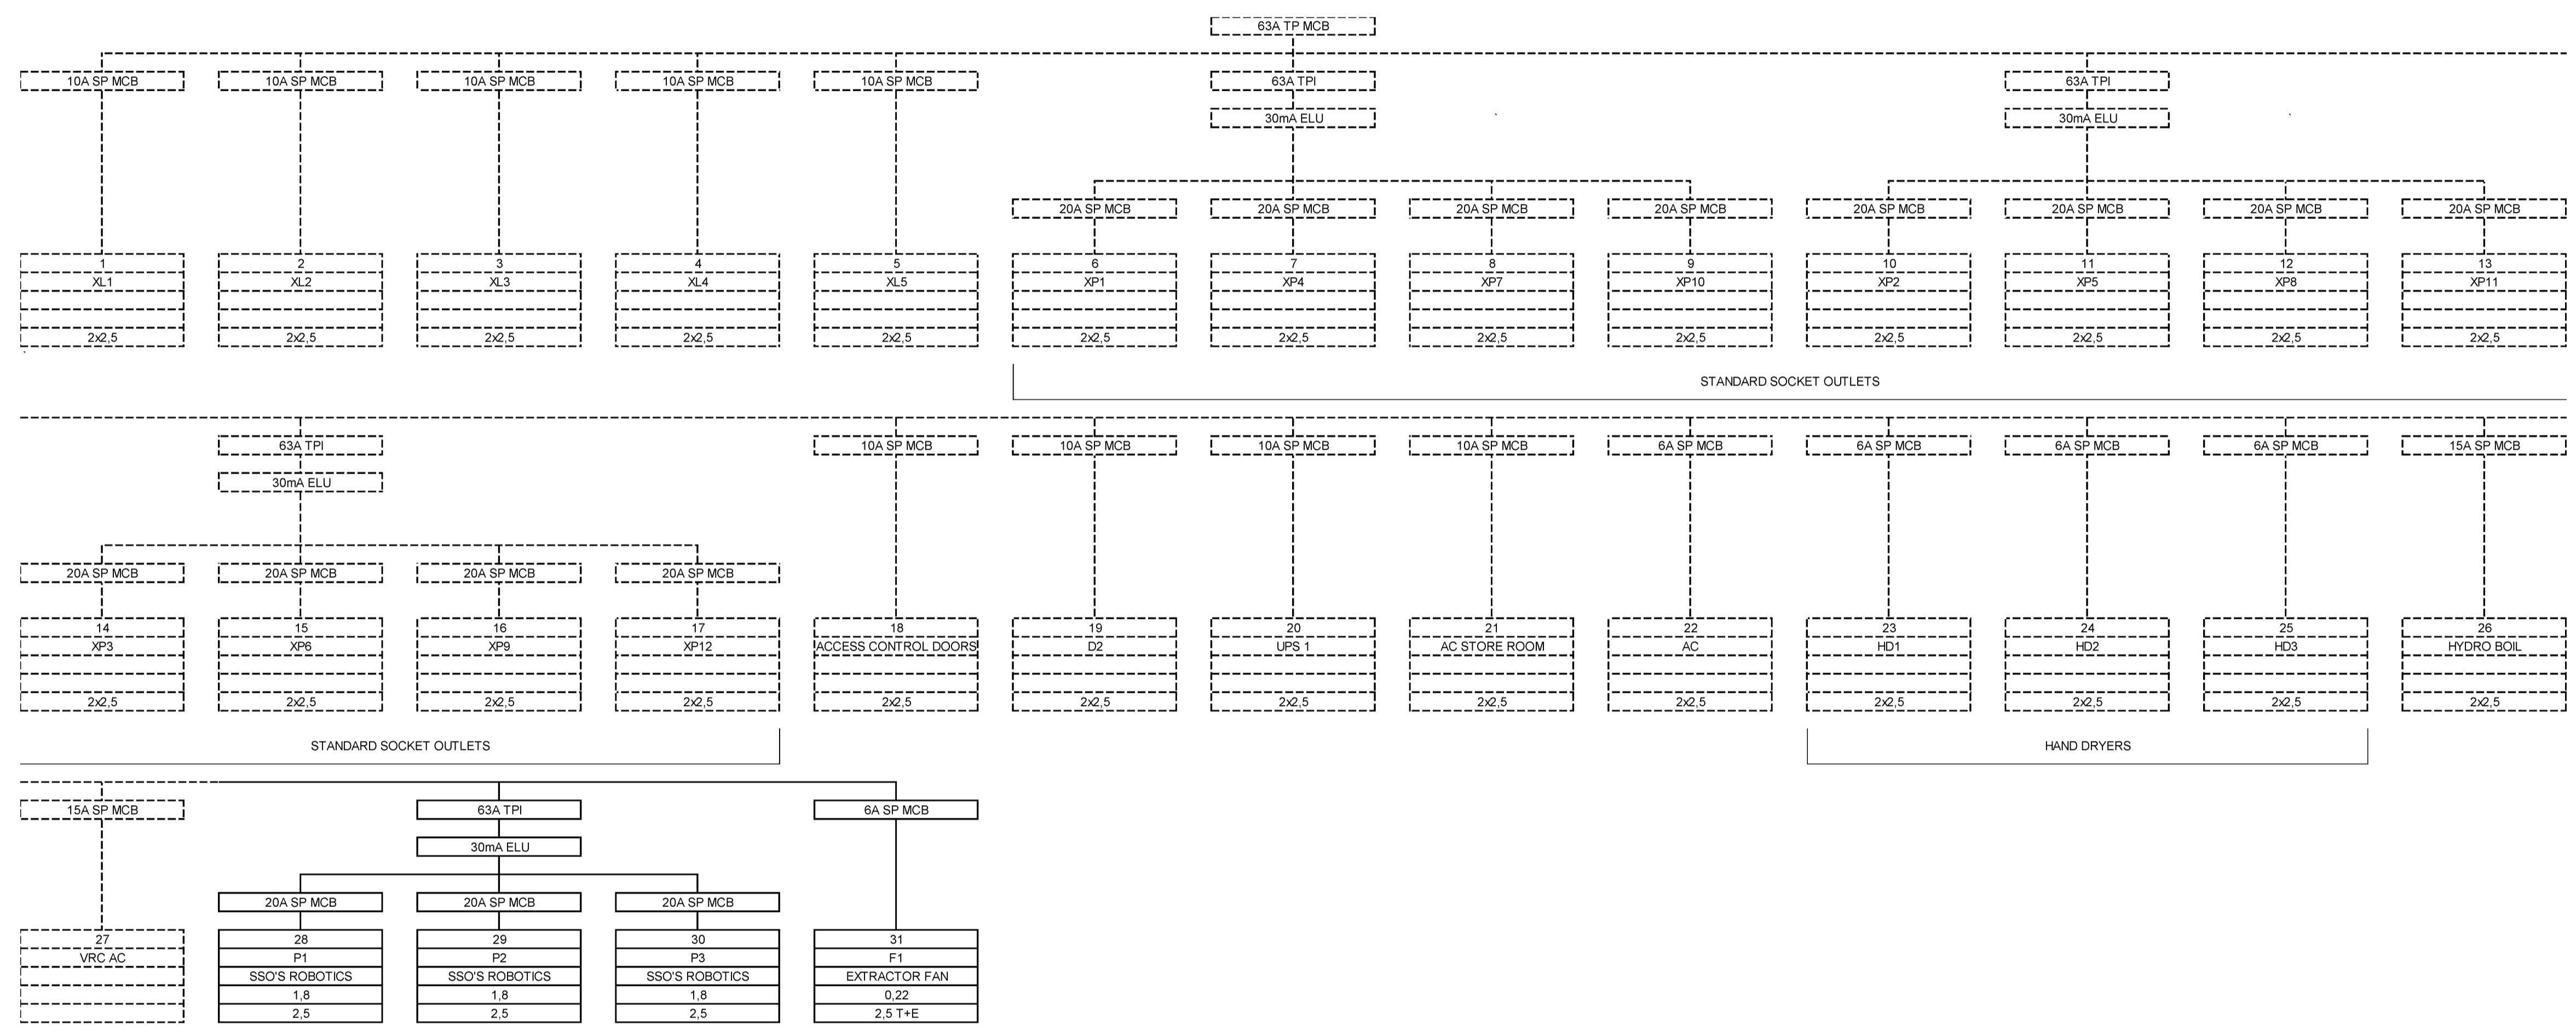 63A TP MCB
10A SP MCB 10A SP MCB 10A SP MCB 10A SP MCB 10A SP MCB 63A TPI 63A TPI
30mA ELU 30mA ELU
20A SP MCB 20A SP MCB 20A SP MCB 20A SP MCB 20A SP MCB 20A SP MCB 20A SP MCB 20A SP MCB
1 2 3 4 5 6 7 8 9 10 11 12 13
XL1 XL2 XL3 XL4 XL5 XP1 XP4 XP7 XP10 XP2 XP5 XP8 XP11
2x2,5 2x2,5 2x2,5 2x2,5 2x2,5 2x2,5 2x2,5 2x2,5 2x2,5 2x2,5 2x2,5 2x2,5 2x2,5
STANDARD SOCKET OUTLETS
63A TPI 10A SP MCB 10A SP MCB 10A SP MCB 10A SP MCB 6A SP MCB 6A SP MCB 6A SP MCB 6A SP MCB 15A SP MCB
30mA ELU
20A SP MCB 20A SP MCB 20A SP MCB 20A SP MCB
14 15 16 17 18 19 20 21 22 23 24 25 26
XP3 XP6 XP9 XP12 ACCESS CONTROL DOORS D2 UPS 1 AC STORE ROOM AC HD1 HD2 HD3 HYDRO BOIL
2x2,5 2x2,5 2x2,5 2x2,5 2x2,5 2x2,5 2x2,5 2x2,5 2x2,5 2x2,5 2x2,5 2x2,5 2x2,5
STANDARD SOCKET OUTLETS HAND DRYERS
15A SP MCB 63A TPI 6A SP MCB
30mA ELU
20A SP MCB 20A SP MCB 20A SP MCB
27 28 29 30 31
VRC AC P1 P2 P3 F1
SSO'S ROBOTICS SSO'S ROBOTICS SSO'S ROBOTICS EXTRACTOR FAN
1,8 1,8 1,8 0,22
2,5 2,5 2,5 2,5 T+E